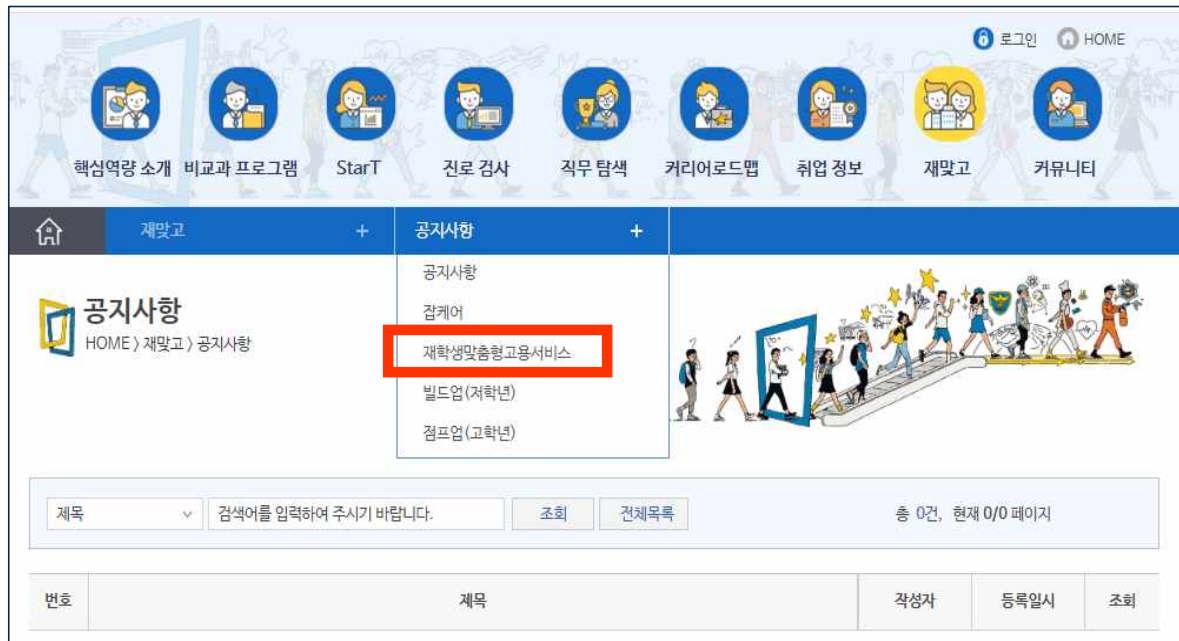 로그인 HOME
핵심역량 소개 비교과 프로그램 StarT 진로 검사 직무 탐색 커리어로드맵 취업 정보 재맞고 커뮤니티
재맞고 + 공지사항 +
공지사항
잡케어
재학생맞춤형고용서비스
빌드업(저학년)
점프업(고학년)
공지사항
HOME 〉 재맞고 〉 공지사항
제목 검색어를 입력하여 주시기 바랍니다. 조회 전체목록 총 0건, 현재 0/0 페이지
번호 제목 작성자 등록일시 조회